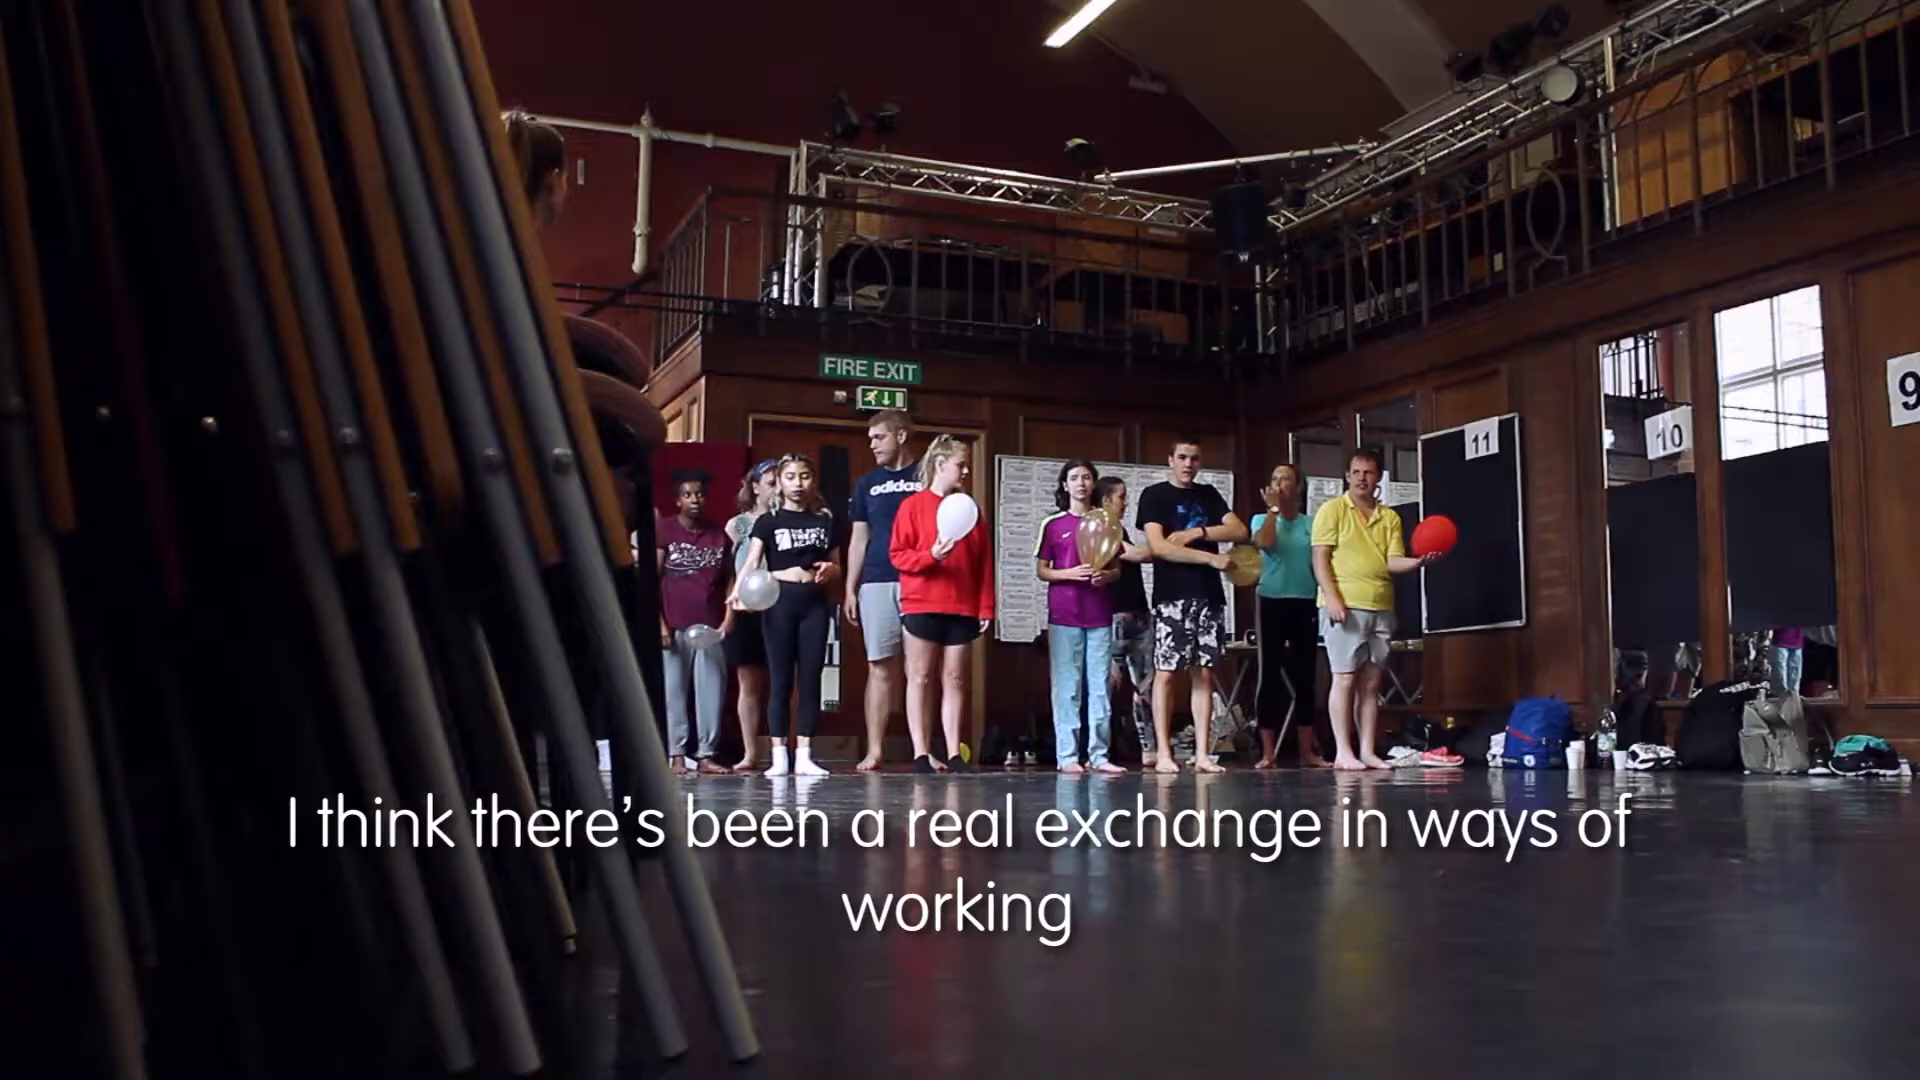 FIRE EXIT
adidas
11
10
9
I think there's been a real exchange in ways of
working